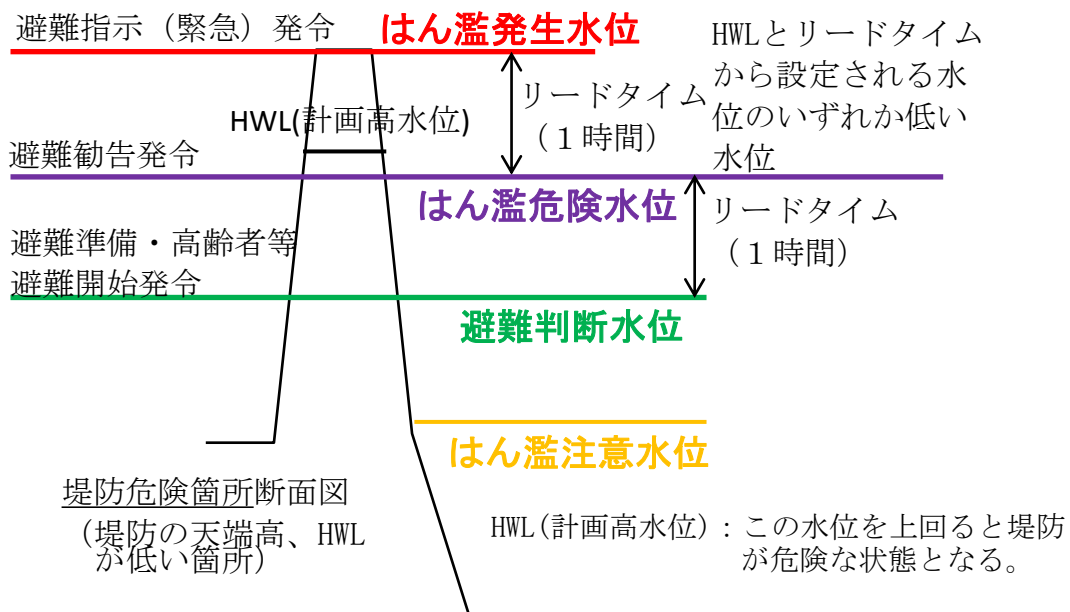 避難指示（緊急）発令
はん濫発生水位
HWLとリードタイム
から設定される水
位のいずれか低い
水位
リードタイム
（１時間）
HWL(計画高水位)
避難勧告発令
はん濫危険水位
リードタイム
（１時間）
避難準備・高齢者等
避難開始発令
避難判断水位
はん濫注意水位
堤防危険箇所断面図
（堤防の天端高、HWL
が低い箇所）
HWL(計画高水位)：この水位を上回ると堤防
が危険な状態となる。